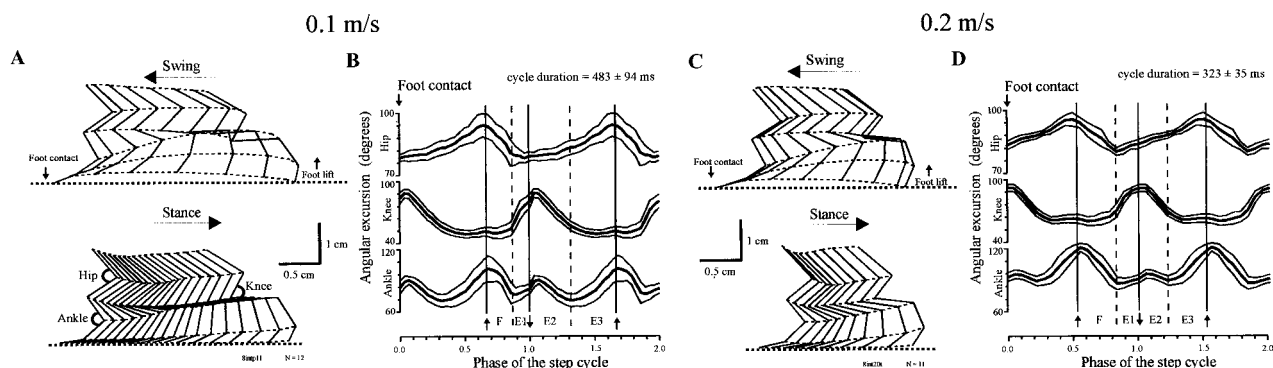 0.1 m/s
0.2 m/s
A
Swing
Foot contact
Foot lift
Stance
Hip
Knee
Ankle
1 cm
0.5 cm
8intp11
N = 12
B
cycle duration = 483 ± 94 ms
Foot contact
Angular excursion (degrees)
Hip
100
70
Knee
100
40
Ankle
120
60
F E1 E2 E3
0.0 0.5 1.0 1.5 2.0
Phase of the step cycle
C
Swing
Foot contact
Foot lift
Stance
1 cm
0.5 cm
N = 11
D
cycle duration = 323 ± 35 ms
Foot contact
Angular excursion (degrees)
Hip
100
70
Knee
100
40
Ankle
120
60
F E1 E2 E3
0.0 0.5 1.0 1.5 2.0
Phase of the step cycle